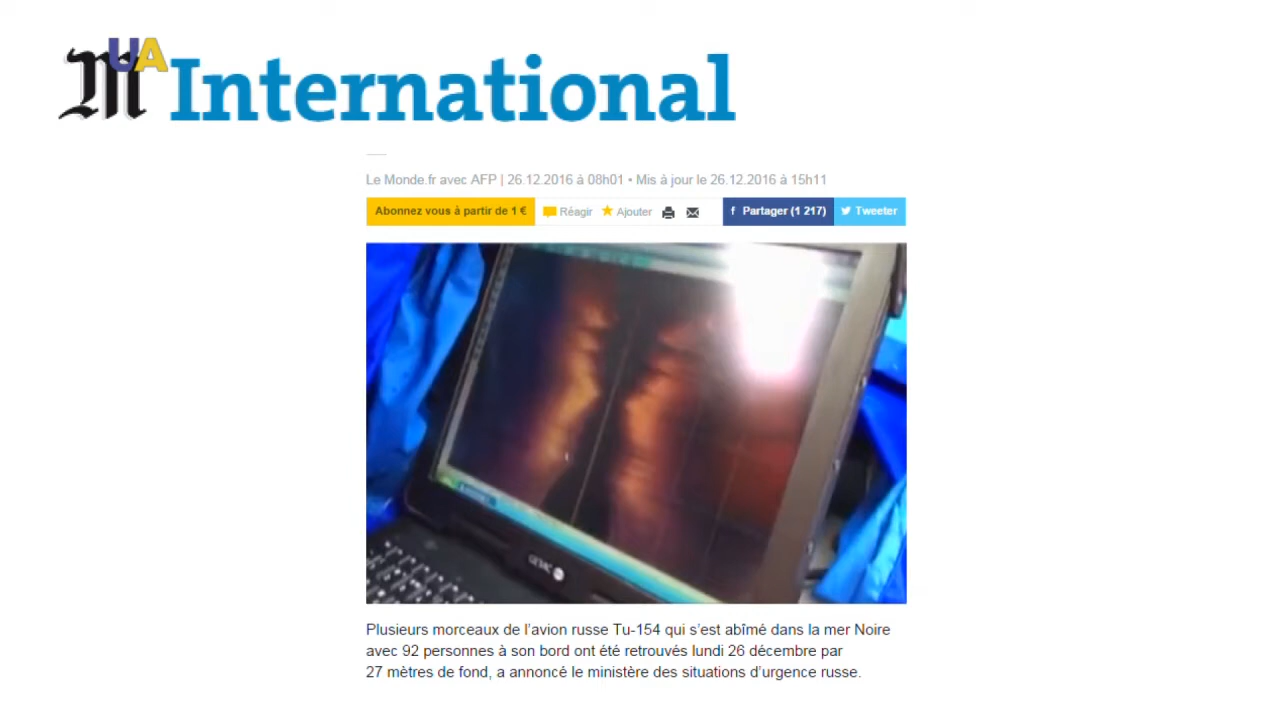 UA
M International
Le Monde.fr avec AFP | 26.12.2016 à 08h01 • Mis à jour le 26.12.2016 à 15h11
Abonnez vous à partir de 1 € Réagir Ajouter f Partager (1 217) Tweeter
GETAC
Plusieurs morceaux de l’avion russe Tu-154 qui s’est abîmé dans la mer Noire
avec 92 personnes à son bord ont été retrouvés lundi 26 décembre par
27 mètres de fond, a annoncé le ministère des situations d’urgence russe.